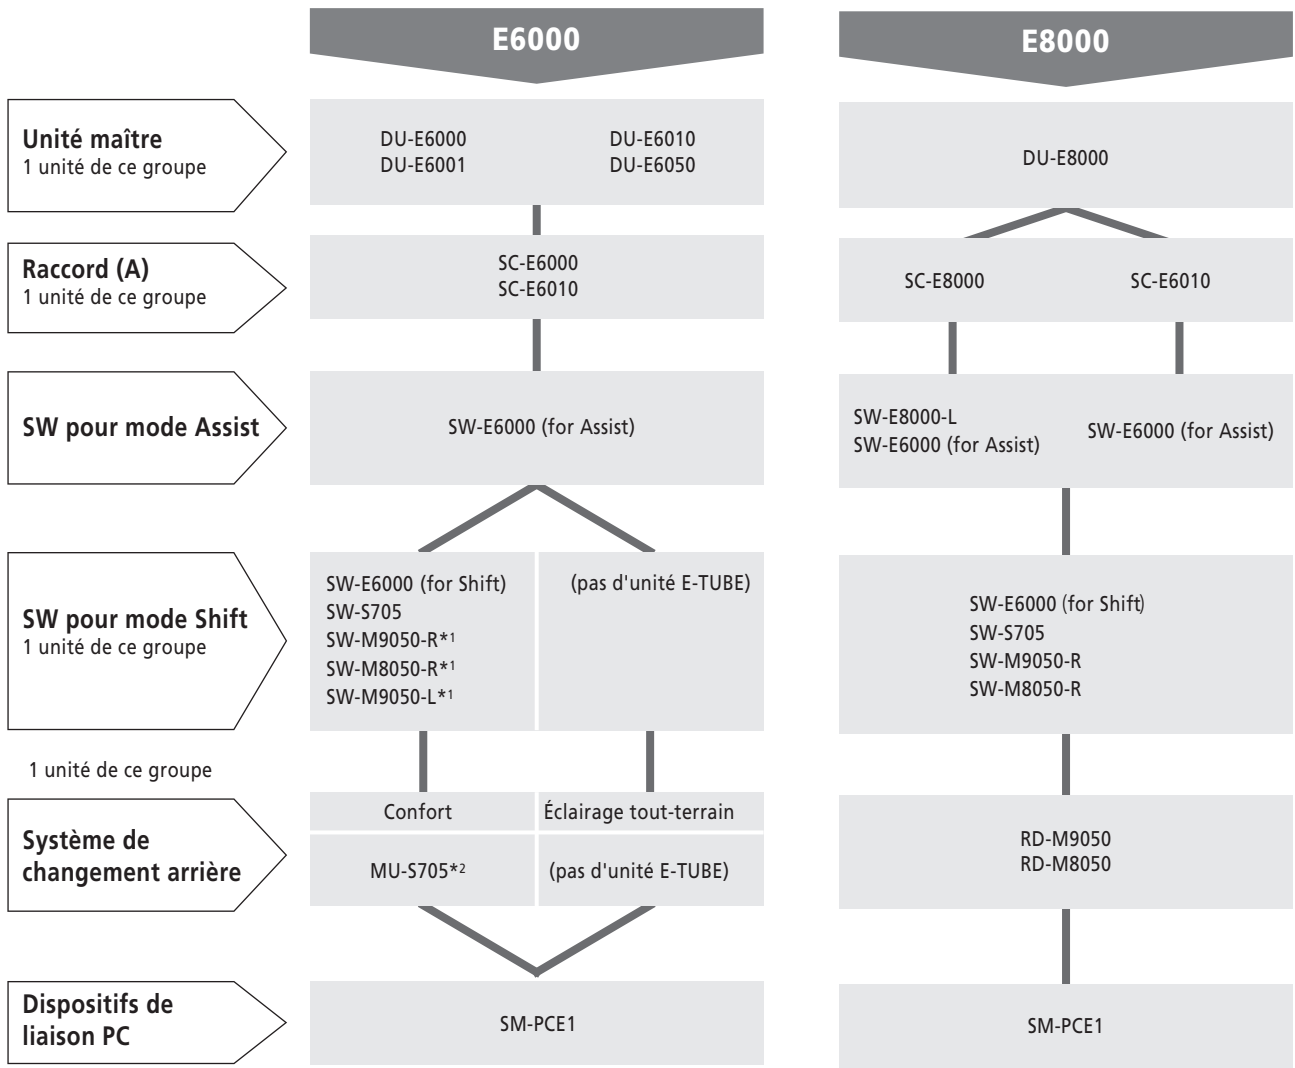 E6000
E8000
Unité maître
1 unité de ce groupe
DU-E6000
DU-E6001
DU-E6010
DU-E6050
DU-E8000
Raccord (A)
1 unité de ce groupe
SC-E6000
SC-E6010
SC-E8000
SC-E6010
SW pour mode Assist
SW-E6000 (for Assist)
SW-E8000-L
SW-E6000 (for Assist)
SW-E6000 (for Assist)
SW pour mode Shift
1 unité de ce groupe
SW-E6000 (for Shift)
SW-S705
SW-M9050-R*1
SW-M8050-R*1
SW-M9050-L*1
(pas d'unité E-TUBE)
SW-E6000 (for Shift)
SW-S705
SW-M9050-R
SW-M8050-R
1 unité de ce groupe
Système de
changement arrière
Confort
Éclairage tout-terrain
MU-S705*2
(pas d'unité E-TUBE)
RD-M9050
RD-M8050
Dispositifs de
liaison PC
SM-PCE1
SM-PCE1